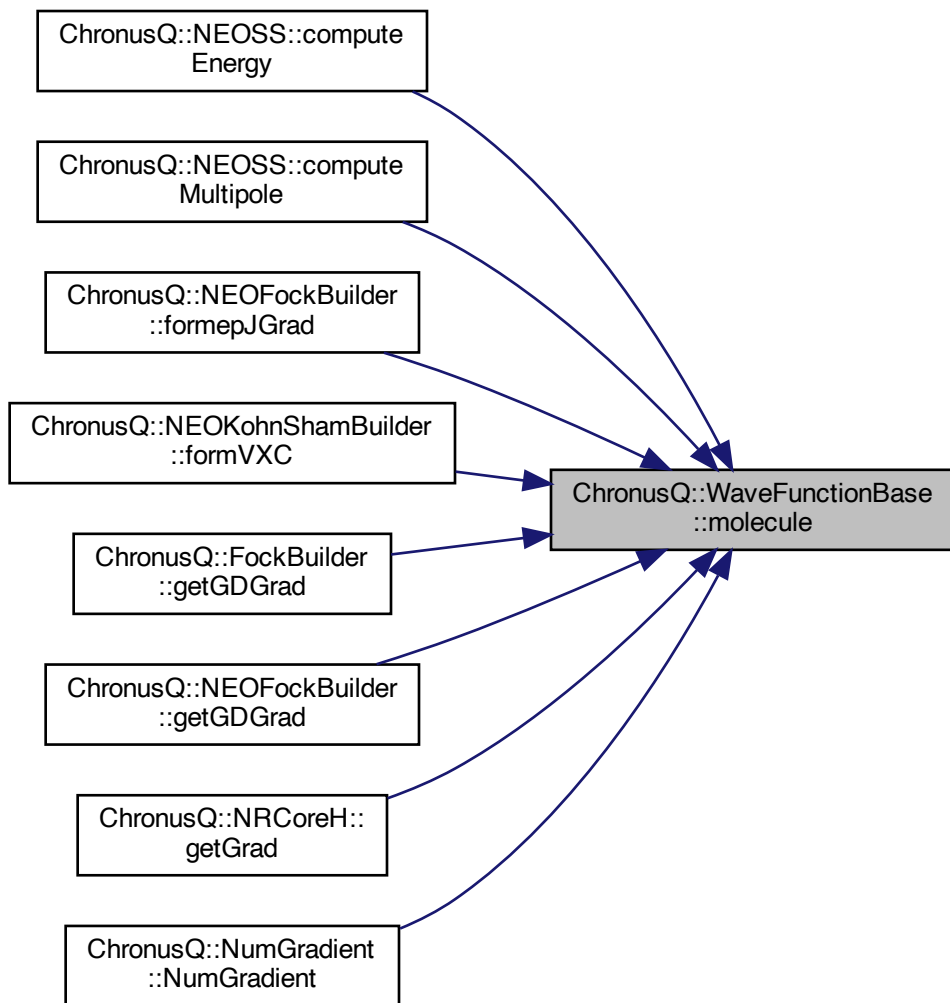 ChronusQ::NEOSS::compute
Energy
ChronusQ::NEOSS::compute
Multipole
ChronusQ::NEOFockBuilder
::formepJGrad
ChronusQ::NEOKohnShamBuilder
::formVXC
ChronusQ::WaveFunctionBase
::molecule
ChronusQ::FockBuilder
::getGDGrad
ChronusQ::NEOFockBuilder
::getGDGrad
ChronusQ::NRCoreH::
getGrad
ChronusQ::NumGradient
::NumGradient